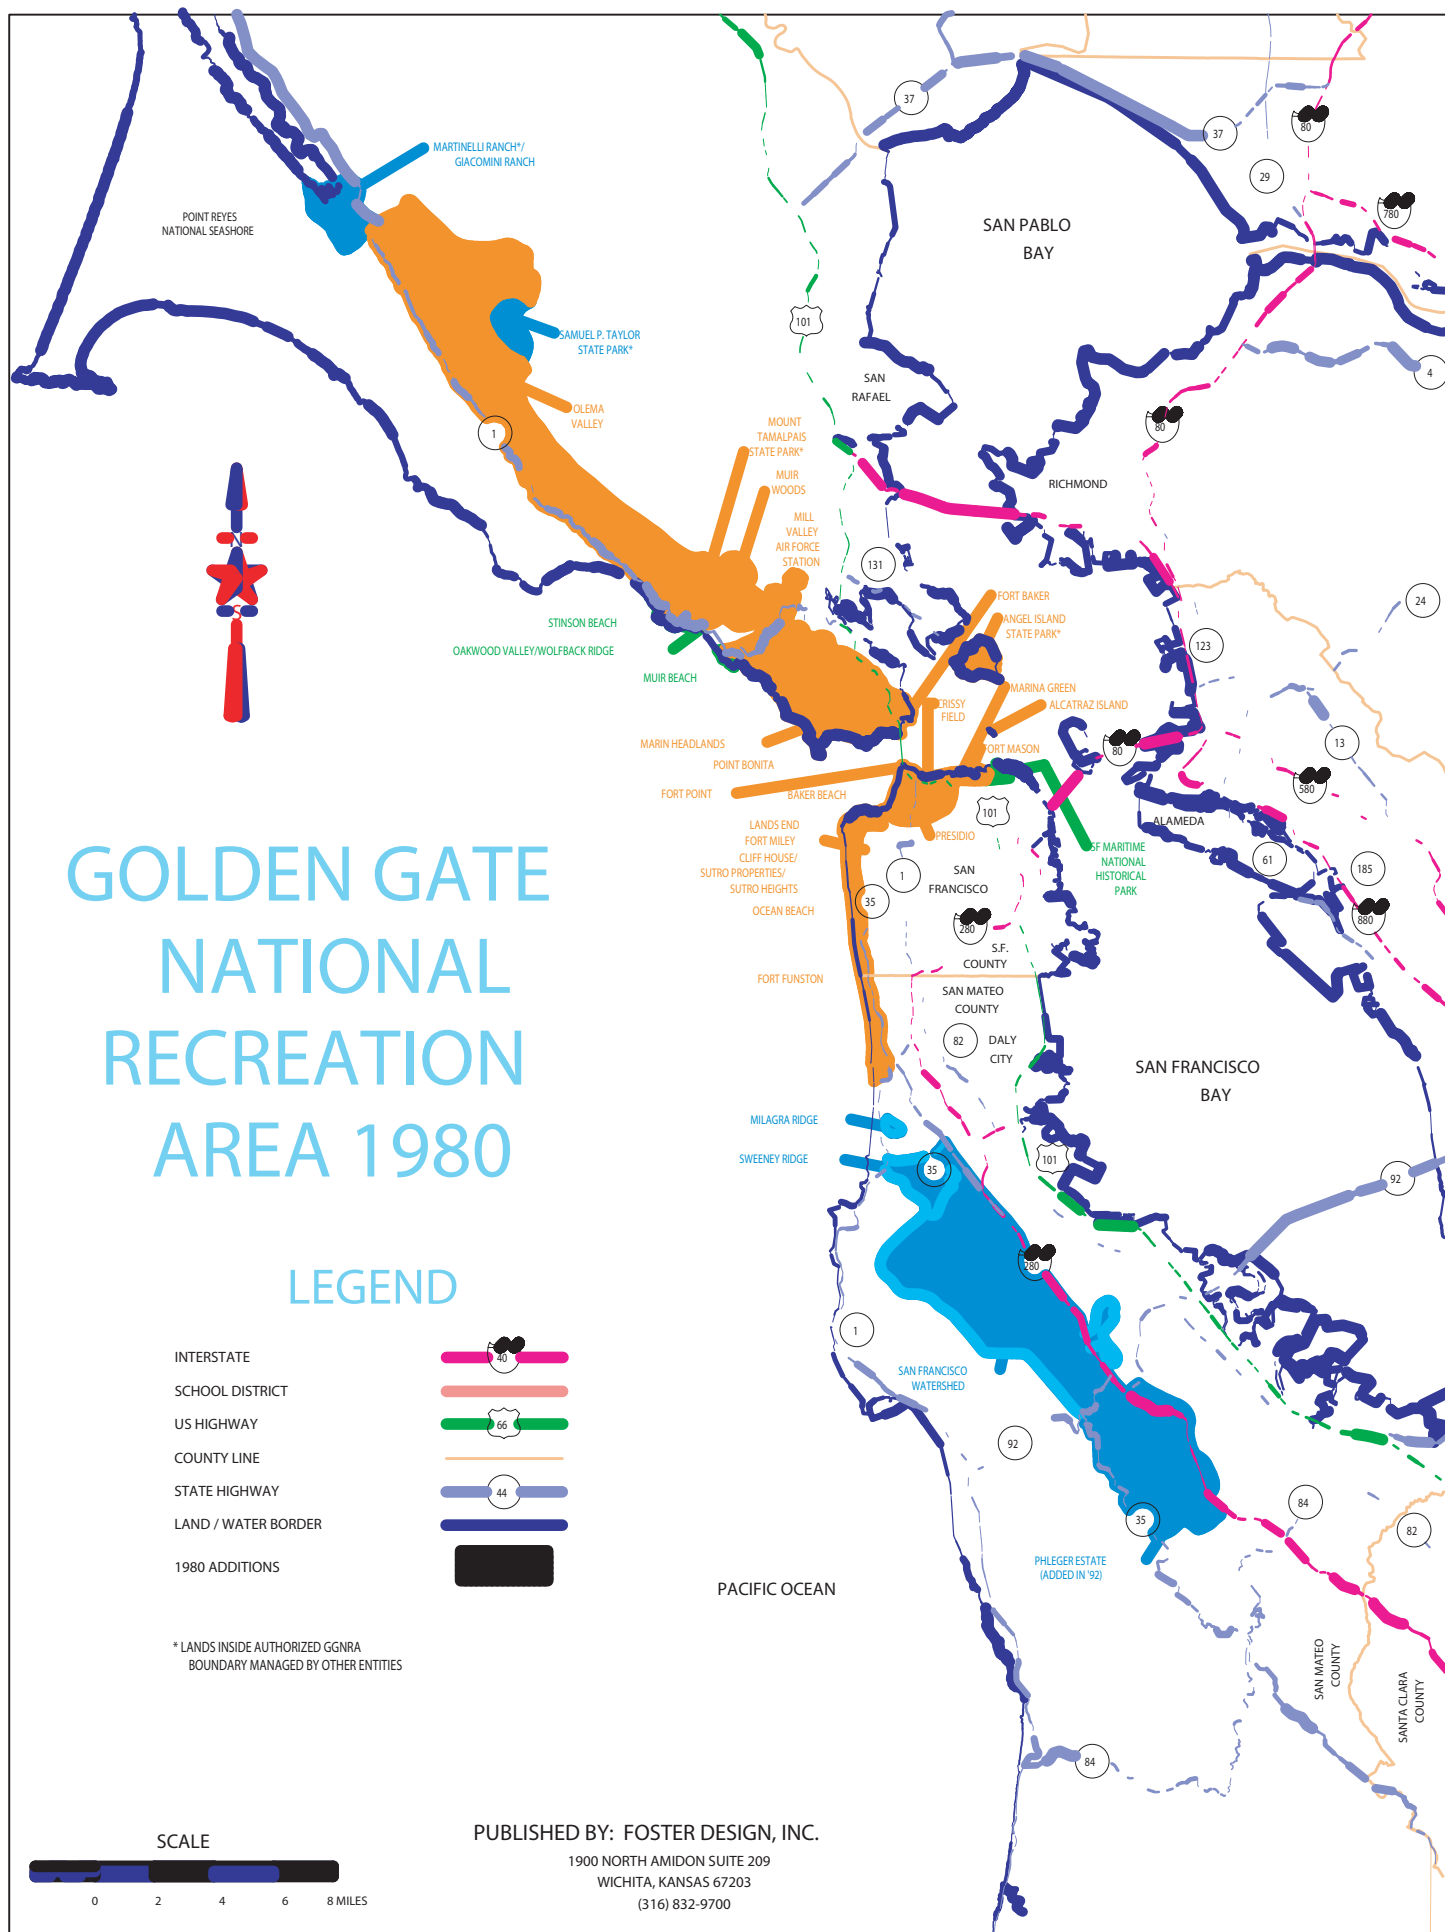 37
37
80
29
780
MARTINELLI RANCH*/
GIACOMINI RANCH
POINT REYES
NATIONAL SEASHORE
SAN PABLO
BAY
101
SAMUEL P. TAYLOR
STATE PARK*
SAN
RAFAEL
4
OLEMA
VALLEY
1
80
MOUNT
TAMALPAIS
STATE PARK*
MUIR
WOODS
RICHMOND
MILL
VALLEY
AIR FORCE
STATION
N
S
131
24
FORT BAKER
ANGEL ISLAND
STATE PARK*
STINSON BEACH
OAKWOOD VALLEY/WOLFBACK RIDGE
123
MUIR BEACH
MARINA GREEN
CRISSY
FIELD
ALCATRAZ ISLAND
MARIN HEADLANDS
FORT MASON
80
13
POINT BONITA
580
FORT POINT
BAKER BEACH
101
ALAMEDA
LANDS END
FORT MILEY
CLIFF HOUSE/
SUTRO PROPERTIES/
SUTRO HEIGHTS
PRESIDIO
SF MARITIME
NATIONAL
HISTORICAL
PARK
61
185
1
SAN
FRANCISCO
35
OCEAN BEACH
280
880
S.F.
COUNTY
FORT FUNSTON
SAN MATEO
COUNTY
82
DALY
CITY
SAN FRANCISCO
BAY
GOLDEN GATE
NATIONAL
RECREATION
AREA 1980
MILAGRA RIDGE
SWEENEY RIDGE
35
101
92
280
1
SAN FRANCISCO
WATERSHED
92
84
35
82
PHLEGER ESTATE
(ADDED IN '92)
LEGEND
INTERSTATE
40
SCHOOL DISTRICT
US HIGHWAY
66
COUNTY LINE
STATE HIGHWAY
44
LAND / WATER BORDER
1980 ADDITIONS
PACIFIC OCEAN
* LANDS INSIDE AUTHORIZED GGNRA
BOUNDARY MANAGED BY OTHER ENTITIES
SAN MATEO
COUNTY
SANTA CLARA
COUNTY
84
SCALE
0 2 4 6 8 MILES
PUBLISHED BY: FOSTER DESIGN, INC.
1900 NORTH AMIDON SUITE 209
WICHITA, KANSAS 67203
(316) 832-9700